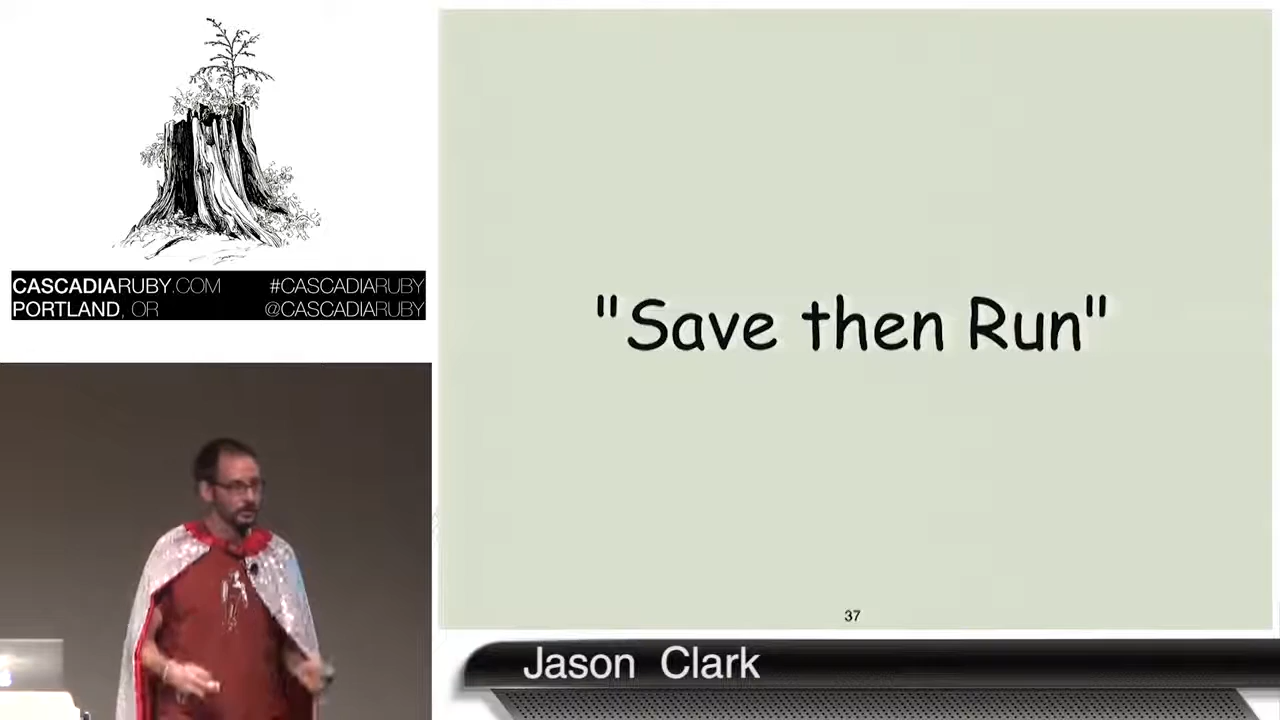 CASCADIARUBY.COM #CASCADIARUBY
PORTLAND, OR @CASCADIARUBY
"Save then Run"
37
Jason Clark